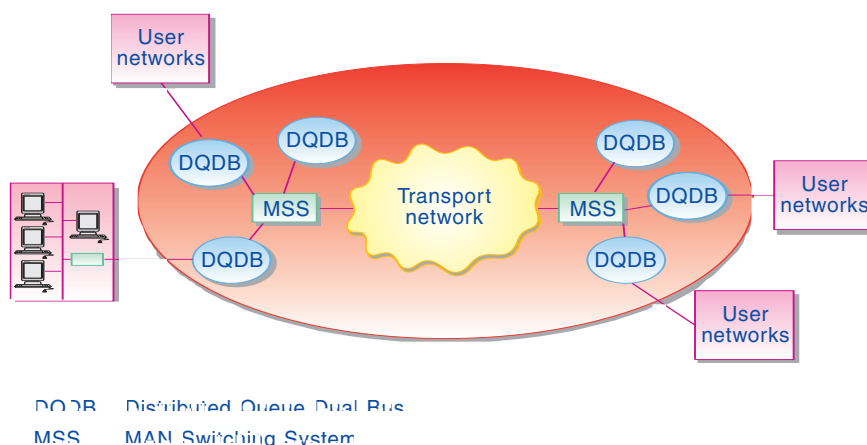 User
networks
DQDB
DQDB
DQDB
MSS
Transport
network
MSS
DQDB
DQDB
DQDB
User
networks
User
networks
DQDB Distributed Queue Dual Bus
MSS MAN Switching System